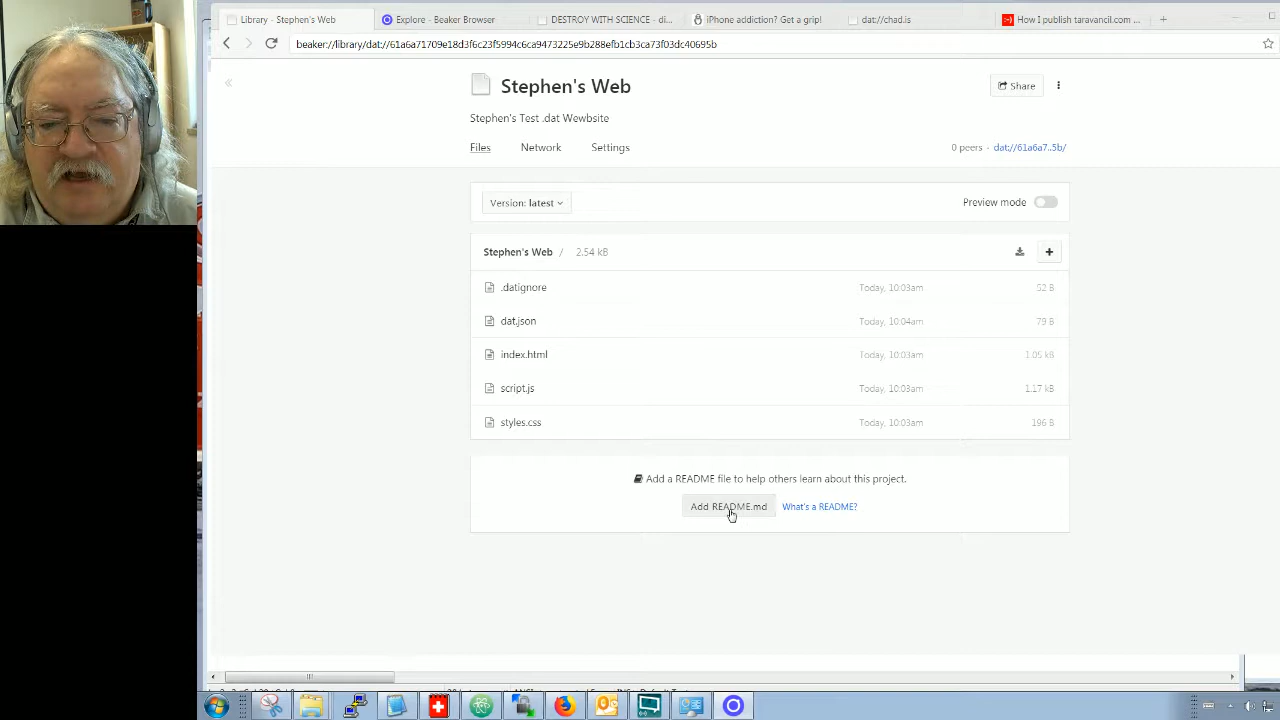 Library - Stephen's Web
Explore - Beaker Browser
DESTROY WITH SCIENCE - di...
iPhone addiction: Get a grip!
dat://chad
How I publish taravancil.com ...
beaker://library/dat://61a6a71709e18d3f6c23f5994c6ca9473225e9b288efb1cb3ca73f03dc40695b
Stephen's Web
Share
Stephen's Test .dat Wewbsite
Files Network Settings 0 peers · dat://61a6a7..5b/
Version: latest
Preview mode
Stephen's Web / 2.54 kB
.datignore Today, 10:03am 52 B
dat.json Today, 10:04am 79 B
index.html Today, 10:03am 1.05 kB
script.js Today, 10:03am 1.17 kB
styles.css Today, 10:03am 196 B
Add a README file to help others learn about this project.
Add README.md What's a README?